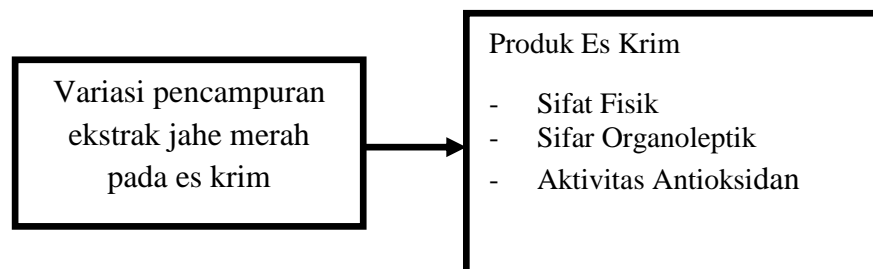 Variasi pencampuran
ekstrak jahe merah
pada es krim
Produk Es Krim
- Sifat Fisik
- Sifar Organoleptik
- Aktivitas Antioksidan